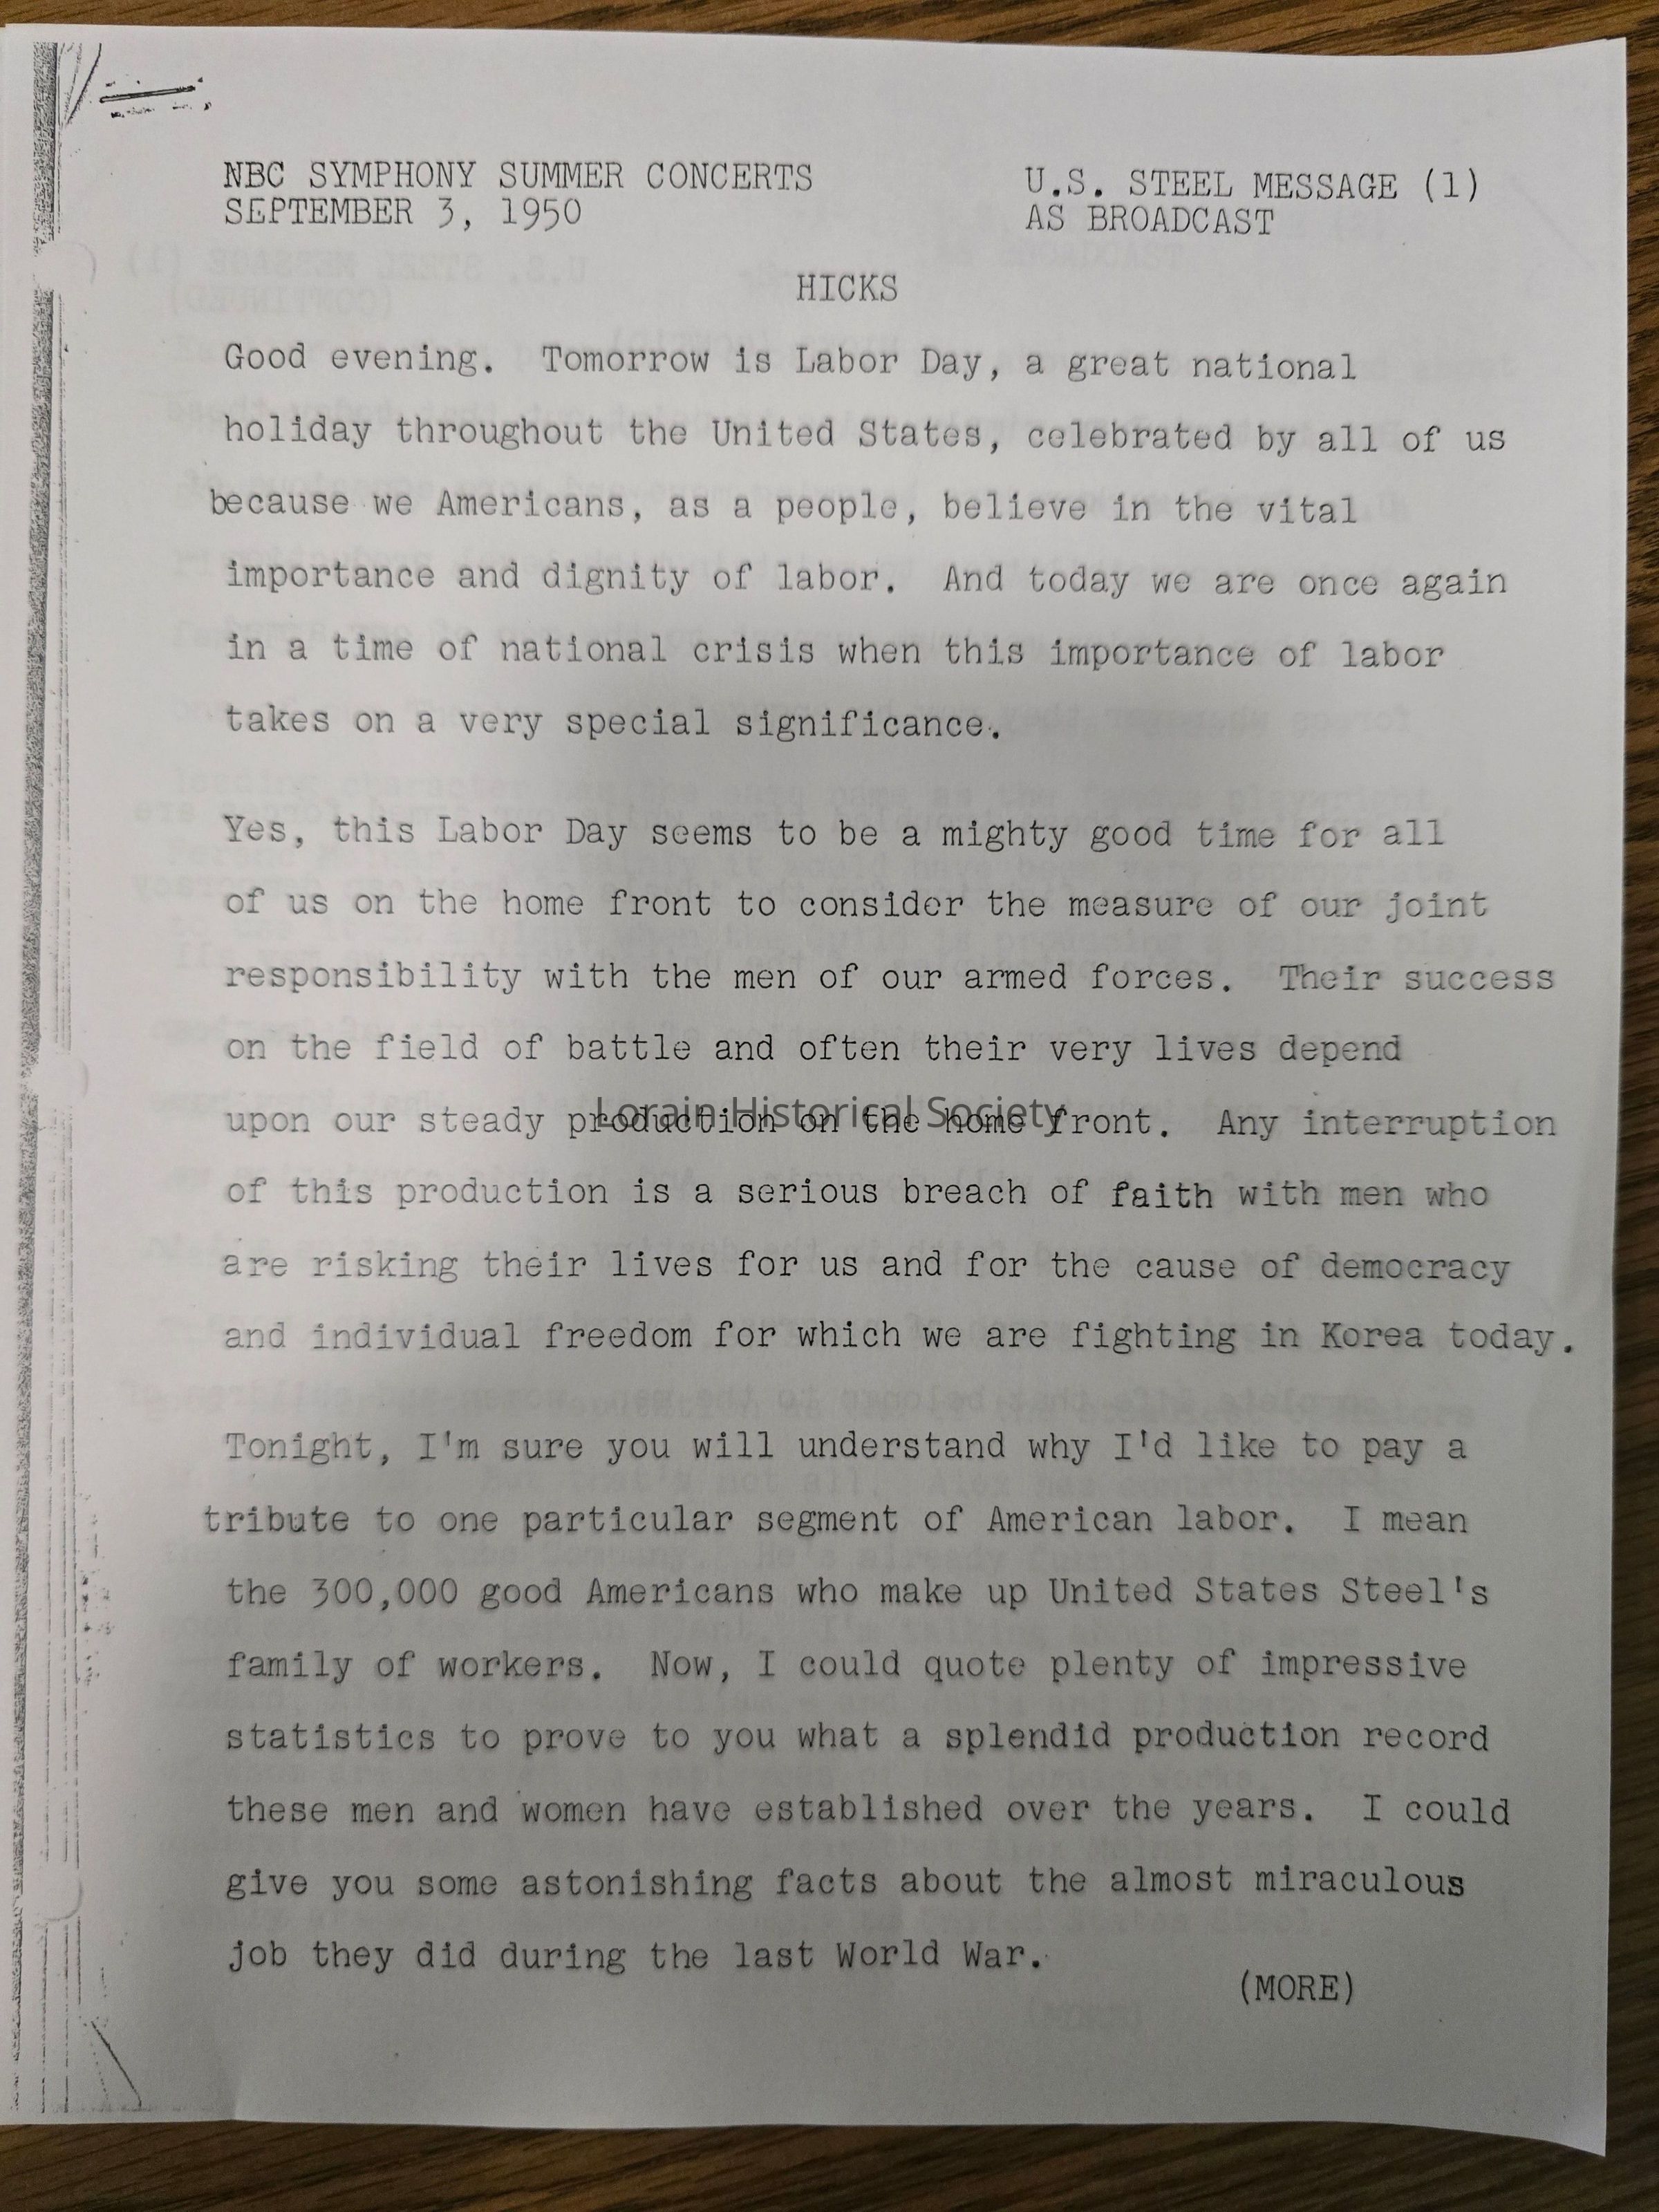 NBC SYMPHONY SUMMER CONCERTS
SEPTEMBER 3, 1950
U.S. STEEL MESSAGE (1)
AS BROADCAST
HICKS
Good evening. Tomorrow is Labor Day, a great national
holiday throughout the United States, celebrated by all of us
because we Americans, as a people, believe in the vital
importance and dignity of labor. And today we are once again
in a time of national crisis when this importance of labor
takes on a very special significance.
Yes, this Labor Day seems to be a mighty good time for all
of us on the home front to consider the measure of our joint
responsibility with the men of our armed forces. Their success
on the field of battle and often their very lives depend
upon our steady production on the home front. Any interruption
Lorain Historical Society
of this production is a serious breach of faith with men who
are risking their lives for us and for the cause of democracy
and individual freedom for which we are fighting in Korea today.
Tonight, I'm sure you will understand why I'd like to pay a
tribute to one particular segment of American labor. I mean
the 300,000 good Americans who make up United States Steel's
family of workers. Now, I could quote plenty of impressive
statistics to prove to you what a splendid production record
these men and women have established over the years. I could
give you some astonishing facts about the almost miraculous
job they did during the last World War.
(MORE)